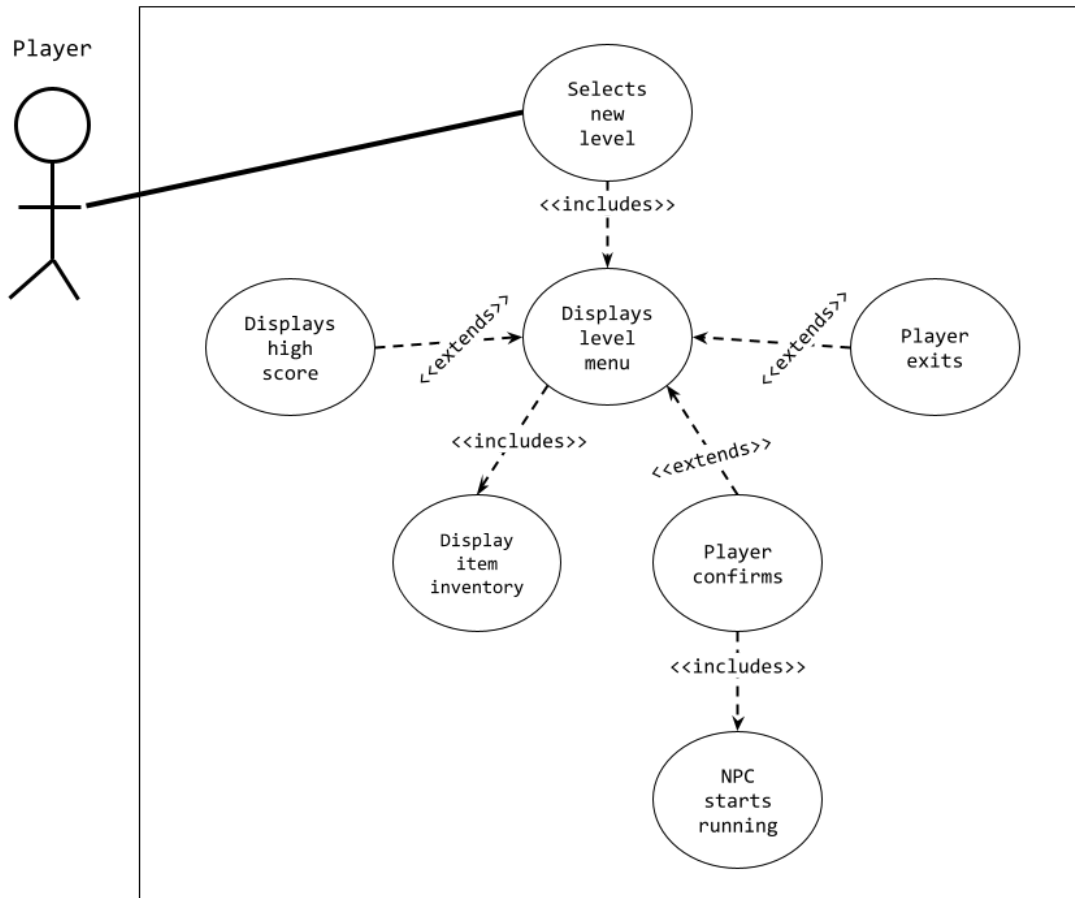 Player
Selects
new
level
<<includes>>
Displays
high
score
<<extends>>
Displays
level
menu
<<extends>>
Player
exits
<<includes>>
<<extends>>
Display
item
inventory
Player
confirms
<<includes>>
NPC
starts
running